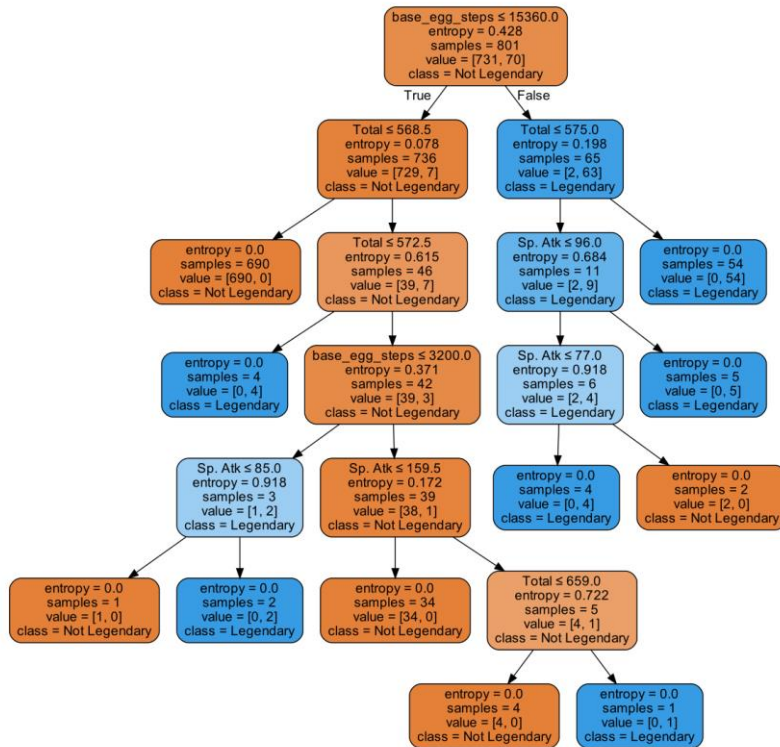 base_egg_steps ≤ 15360.0
entropy = 0.428
samples = 801
value = [731, 70]
class = Not Legendary
True
False
Total ≤ 568.5
entropy = 0.078
samples = 736
value = [729, 7]
class = Not Legendary
Total ≤ 575.0
entropy = 0.198
samples = 65
value = [2, 63]
class = Legendary
entropy = 0.0
samples = 690
value = [690, 0]
class = Not Legendary
Total ≤ 572.5
entropy = 0.615
samples = 46
value = [39, 7]
class = Not Legendary
Sp. Atk ≤ 96.0
entropy = 0.684
samples = 11
value = [2, 9]
class = Legendary
entropy = 0.0
samples = 54
value = [0, 54]
class = Legendary
entropy = 0.0
samples = 4
value = [0, 4]
class = Legendary
base_egg_steps ≤ 3200.0
entropy = 0.371
samples = 42
value = [39, 3]
class = Not Legendary
Sp. Atk ≤ 77.0
entropy = 0.918
samples = 6
value = [2, 4]
class = Legendary
entropy = 0.0
samples = 5
value = [0, 5]
class = Legendary
Sp. Atk ≤ 85.0
entropy = 0.918
samples = 3
value = [1, 2]
class = Legendary
Sp. Atk ≤ 159.5
entropy = 0.172
samples = 39
value = [38, 1]
class = Not Legendary
entropy = 0.0
samples = 4
value = [0, 4]
class = Legendary
entropy = 0.0
samples = 2
value = [2, 0]
class = Not Legendary
entropy = 0.0
samples = 1
value = [1, 0]
class = Not Legendary
entropy = 0.0
samples = 2
value = [0, 2]
class = Legendary
entropy = 0.0
samples = 34
value = [34, 0]
class = Not Legendary
Total ≤ 659.0
entropy = 0.722
samples = 5
value = [4, 1]
class = Not Legendary
entropy = 0.0
samples = 4
value = [4, 0]
class = Not Legendary
entropy = 0.0
samples = 1
value = [0, 1]
class = Legendary